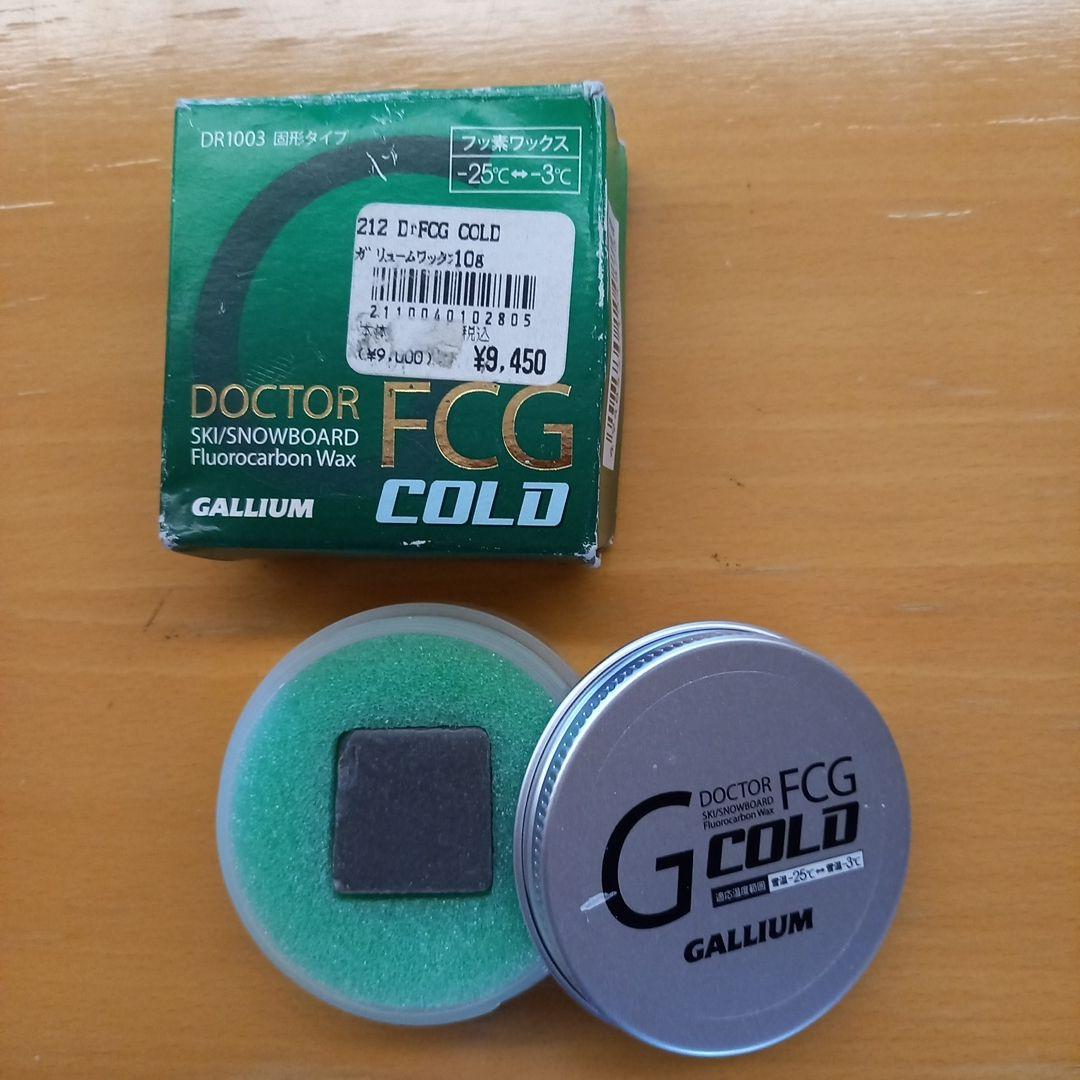 DR1003 固形タイプ
フッ素ワックス
-25℃⇔-3℃
212 DrFCG COLD
ガリュームワックス10g
2110040102805
本体 税込
(¥9,000) ¥9,450
DOCTOR FCG
SKI/SNOWBOARD
Fluorocarbon Wax
GALLIUM COLD
G
DOCTOR FCG
SKI/SNOWBOARD
Fluorocarbon Wax
COLD
適応温度範囲 雪温-25℃⇔雪温-3℃
GALLIUM